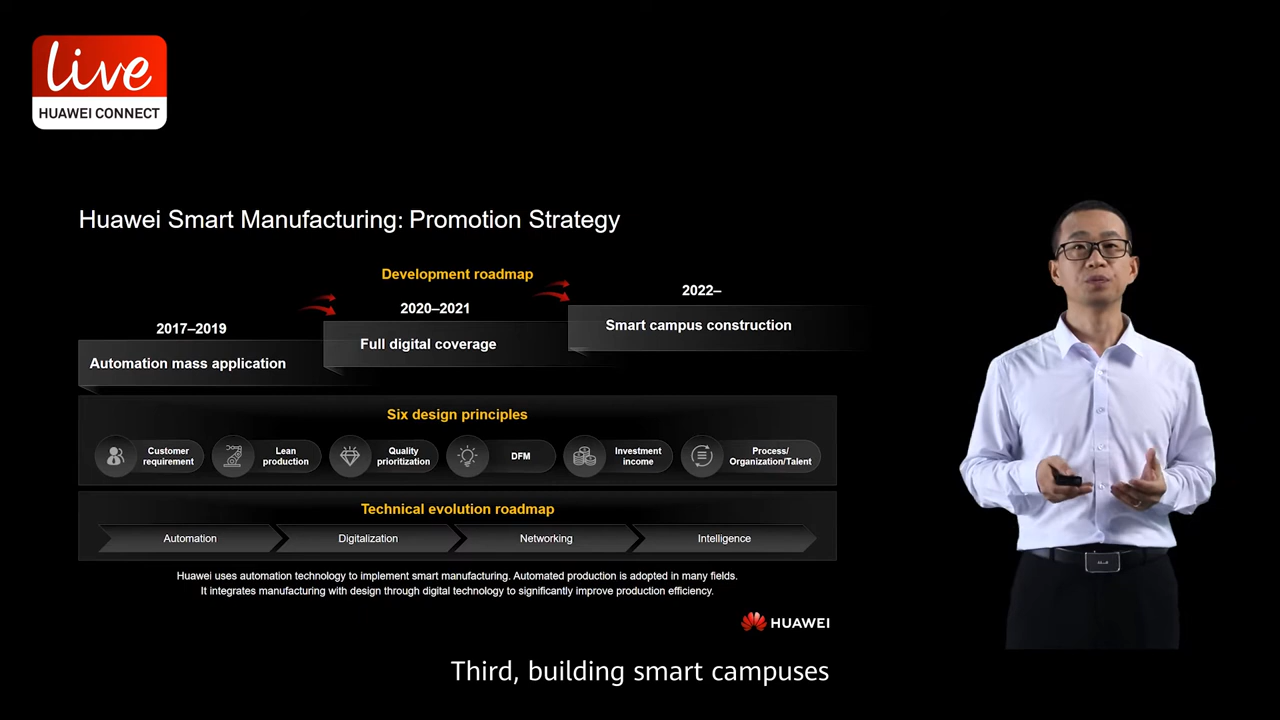 live
HUAWEI CONNECT
Huawei Smart Manufacturing: Promotion Strategy
Development roadmap
2017–2019
2020–2021
2022–
Automation mass application
Full digital coverage
Smart campus construction
Six design principles
Customer
requirement
Lean
production
Quality
prioritization
DFM
Investment
income
Process/
Organization/Talent
Technical evolution roadmap
Automation
Digitalization
Networking
Intelligence
Huawei uses automation technology to implement smart manufacturing. Automated production is adopted in many fields.
It integrates manufacturing with design through digital technology to significantly improve production efficiency.
HUAWEI
Third, building smart campuses